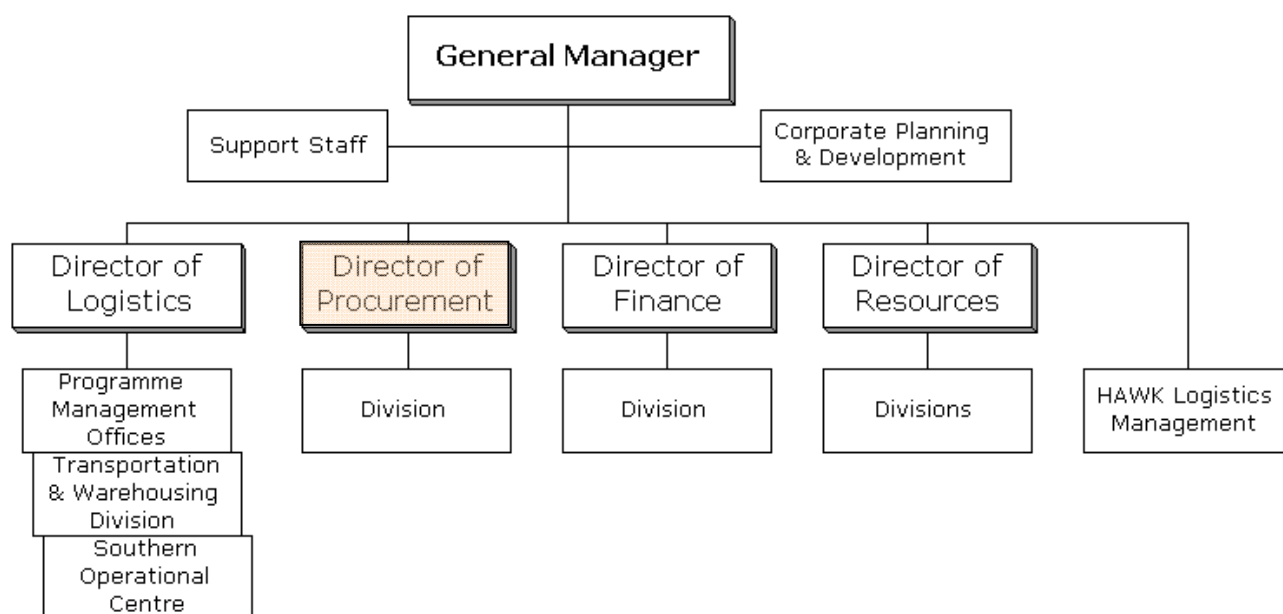 General Manager
Support Staff
Corporate Planning
& Development
Director of
Logistics
Director of
Procurement
Director of
Finance
Director of
Resources
Programme
Management
Offices
Division
Division
Divisions
HAWK Logistics
Management
Transportation
& Warehousing
Division
Southern
Operational
Centre